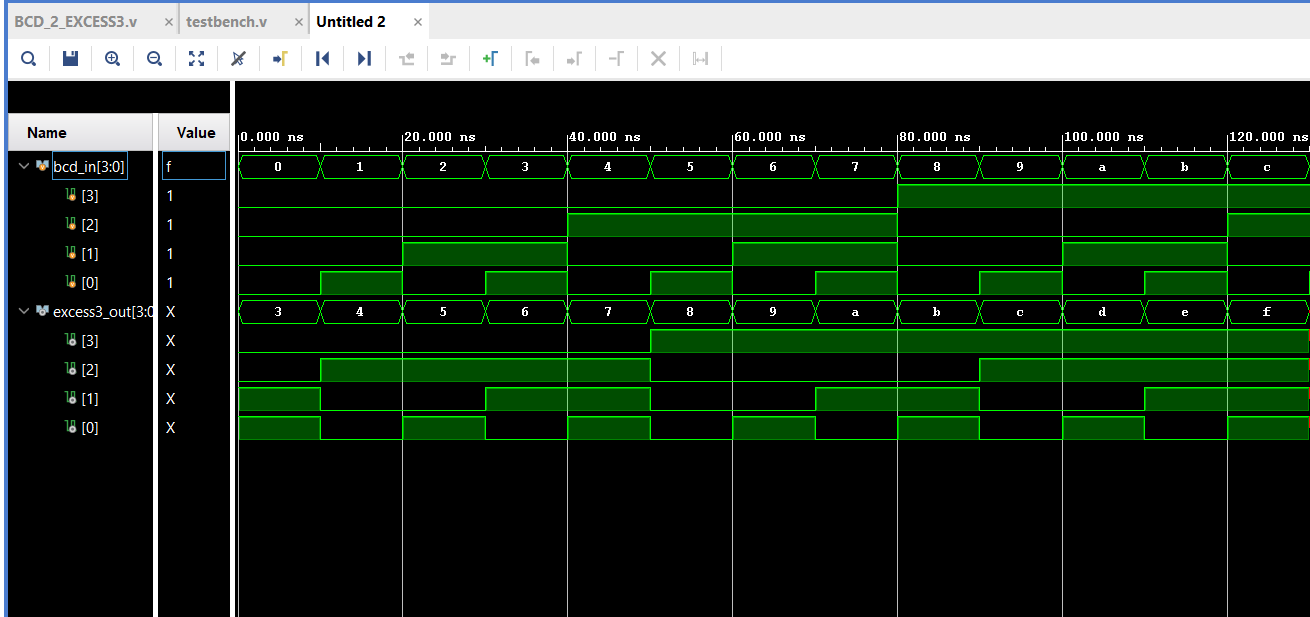 BCD_2_EXCESS3.v × testbench.v × Untitled 2 ×
Name Value
0.000 ns 20.000 ns 40.000 ns 60.000 ns 80.000 ns 100.000 ns 120.000 ns
bcd_in[3:0] f 0 1 2 3 4 5 6 7 8 9 a b c
[3] 1
[2] 1
[1] 1
[0] 1
excess3_out[3:0 X 3 4 5 6 7 8 9 a b c d e f
[3] X
[2] X
[1] X
[0] X